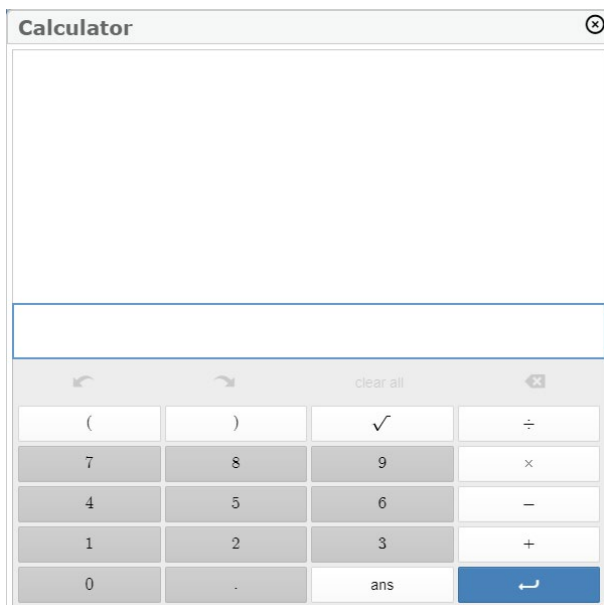 Calculator
clear all
( ) √ ÷
7 8 9 ×
4 5 6 −
1 2 3 +
0 . ans